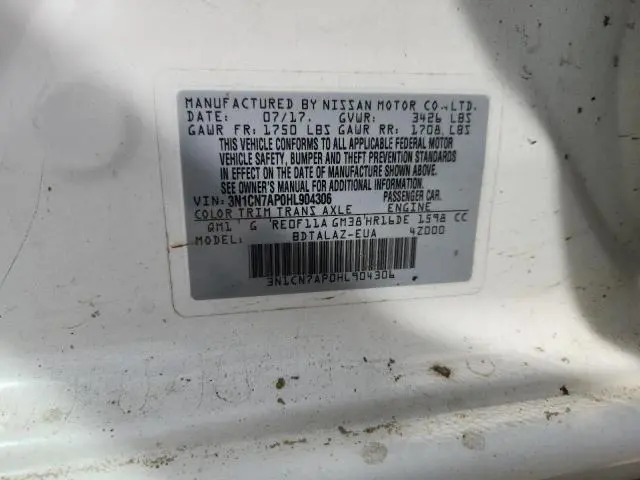 MANUFACTURED BY NISSAN MOTOR CO., LTD.
DATE: 07/17. GVWR: 3426 LBS
GAWR FR: 1750 LBS GAWR RR: 1708 LBS
THIS VEHICLE CONFORMS TO ALL APPLICABLE FEDERAL MOTOR
VEHICLE SAFETY, BUMPER AND THEFT PREVENTION STANDARDS
IN EFFECT ON THE DATE OF MANUFACTURE SHOWN ABOVE.
SEE OWNER'S MANUAL FOR ADDITIONAL INFORMATION.
VIN: 3N1CN7AP0HL904306 PASSENGER CAR.
COLOR TRIM TRANS AXLE ENGINE
QM1 G RE0F11A GM38 HR16DE 1598 CC
MODEL: BDTALAZ-EUA 4Z000
3N1CN7AP0HL904306